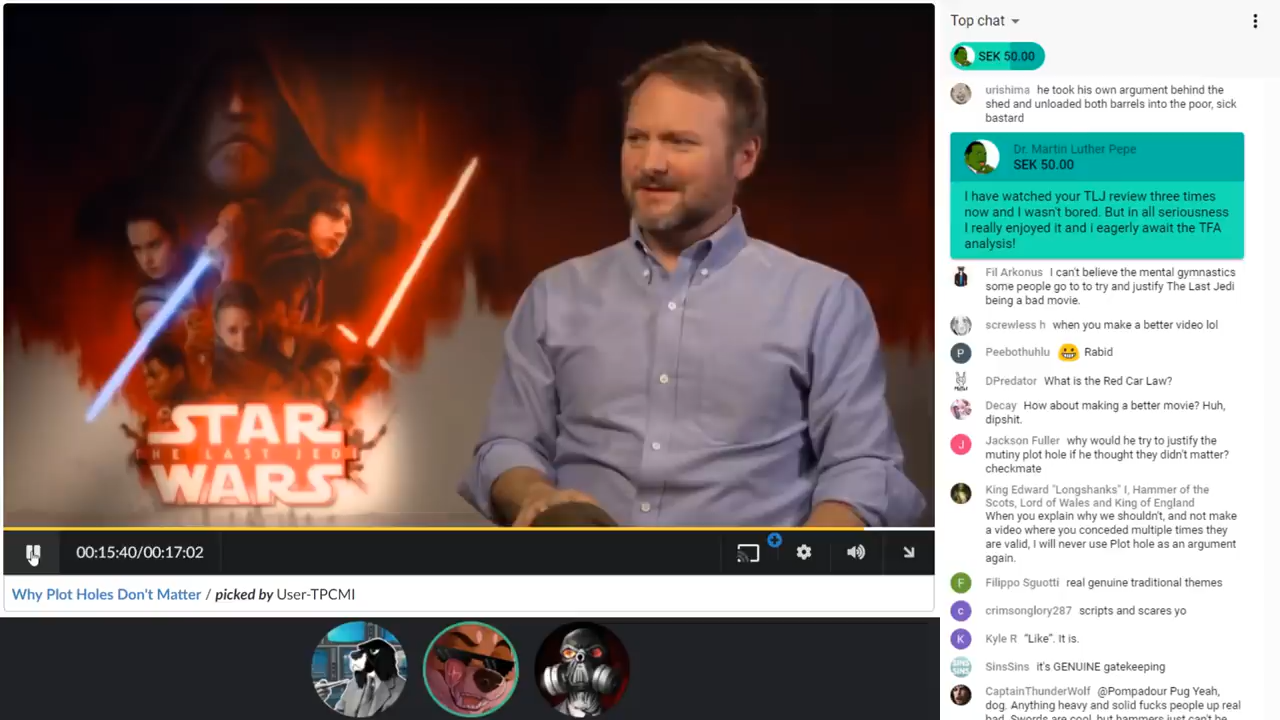 STAR
THE LAST JEDI
WARS
00:15:40/00:17:02
Why Plot Holes Don't Matter / picked by User-TPCMI
Top chat
SEK 50.00
urishima he took his own argument behind the
shed and unloaded both barrels into the poor, sick
bastard
Dr. Martin Luther Pepe
SEK 50.00
I have watched your TLJ review three times
now and I wasn't bored. But in all seriousness
I really enjoyed it and i eagerly await the TFA
analysis!
Fil Arkonus I can't believe the mental gymnastics
some people go to to try and justify The Last Jedi
being a bad movie.
screwless h when you make a better video lol
P
Peebothuhlu Rabid
DPredator What is the Red Car Law?
Decay How about making a better movie? Huh,
dipshit.
J
Jackson Fuller why would he try to justify the
mutiny plot hole if he thought they didn't matter?
checkmate
King Edward "Longshanks" I, Hammer of the
Scots, Lord of Wales and King of England
When you explain why we shouldn't, and not make
a video where you conceded multiple times they
are valid, I will never use Plot hole as an argument
again.
F
Filippo Sguotti real genuine traditional themes
c
crimsonglory287 scripts and scares yo
K
Kyle R "Like". It is.
SinsSins it's GENUINE gatekeeping
CaptainThunderWolf @Pompadour Pug Yeah,
dog. Anything heavy and solid fucks people up real
bad. Swords are cool, but hammers just can't be